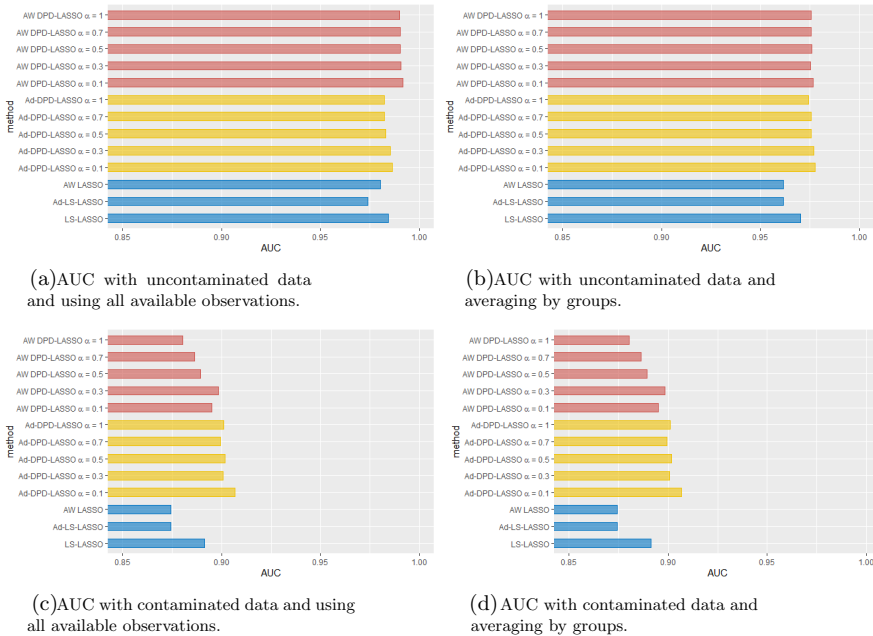 AW DPD-LASSO α = 1
AW DPD-LASSO α = 0.7
AW DPD-LASSO α = 0.5
AW DPD-LASSO α = 0.3
AW DPD-LASSO α = 0.1
Ad-DPD-LASSO α = 1
Ad-DPD-LASSO α = 0.7
Ad-DPD-LASSO α = 0.5
Ad-DPD-LASSO α = 0.3
Ad-DPD-LASSO α = 0.1
AW LASSO
Ad-LS-LASSO
LS-LASSO
method
0.85 0.90 0.95 1.00
AUC
(a)AUC with uncontaminated data
and using all available observations.
AW DPD-LASSO α = 1
AW DPD-LASSO α = 0.7
AW DPD-LASSO α = 0.5
AW DPD-LASSO α = 0.3
AW DPD-LASSO α = 0.1
Ad-DPD-LASSO α = 1
Ad-DPD-LASSO α = 0.7
Ad-DPD-LASSO α = 0.5
Ad-DPD-LASSO α = 0.3
Ad-DPD-LASSO α = 0.1
AW LASSO
Ad-LS-LASSO
LS-LASSO
method
0.85 0.90 0.95 1.00
AUC
(b)AUC with uncontaminated data and
averaging by groups.
AW DPD-LASSO α = 1
AW DPD-LASSO α = 0.7
AW DPD-LASSO α = 0.5
AW DPD-LASSO α = 0.3
AW DPD-LASSO α = 0.1
Ad-DPD-LASSO α = 1
Ad-DPD-LASSO α = 0.7
Ad-DPD-LASSO α = 0.5
Ad-DPD-LASSO α = 0.3
Ad-DPD-LASSO α = 0.1
AW LASSO
Ad-LS-LASSO
LS-LASSO
method
0.85 0.90 0.95 1.00
AUC
(c)AUC with contaminated data and using
all available observations.
AW DPD-LASSO α = 1
AW DPD-LASSO α = 0.7
AW DPD-LASSO α = 0.5
AW DPD-LASSO α = 0.3
AW DPD-LASSO α = 0.1
Ad-DPD-LASSO α = 1
Ad-DPD-LASSO α = 0.7
Ad-DPD-LASSO α = 0.5
Ad-DPD-LASSO α = 0.3
Ad-DPD-LASSO α = 0.1
AW LASSO
Ad-LS-LASSO
LS-LASSO
method
0.85 0.90 0.95 1.00
AUC
(d) AUC with contaminated data and
averaging by groups.